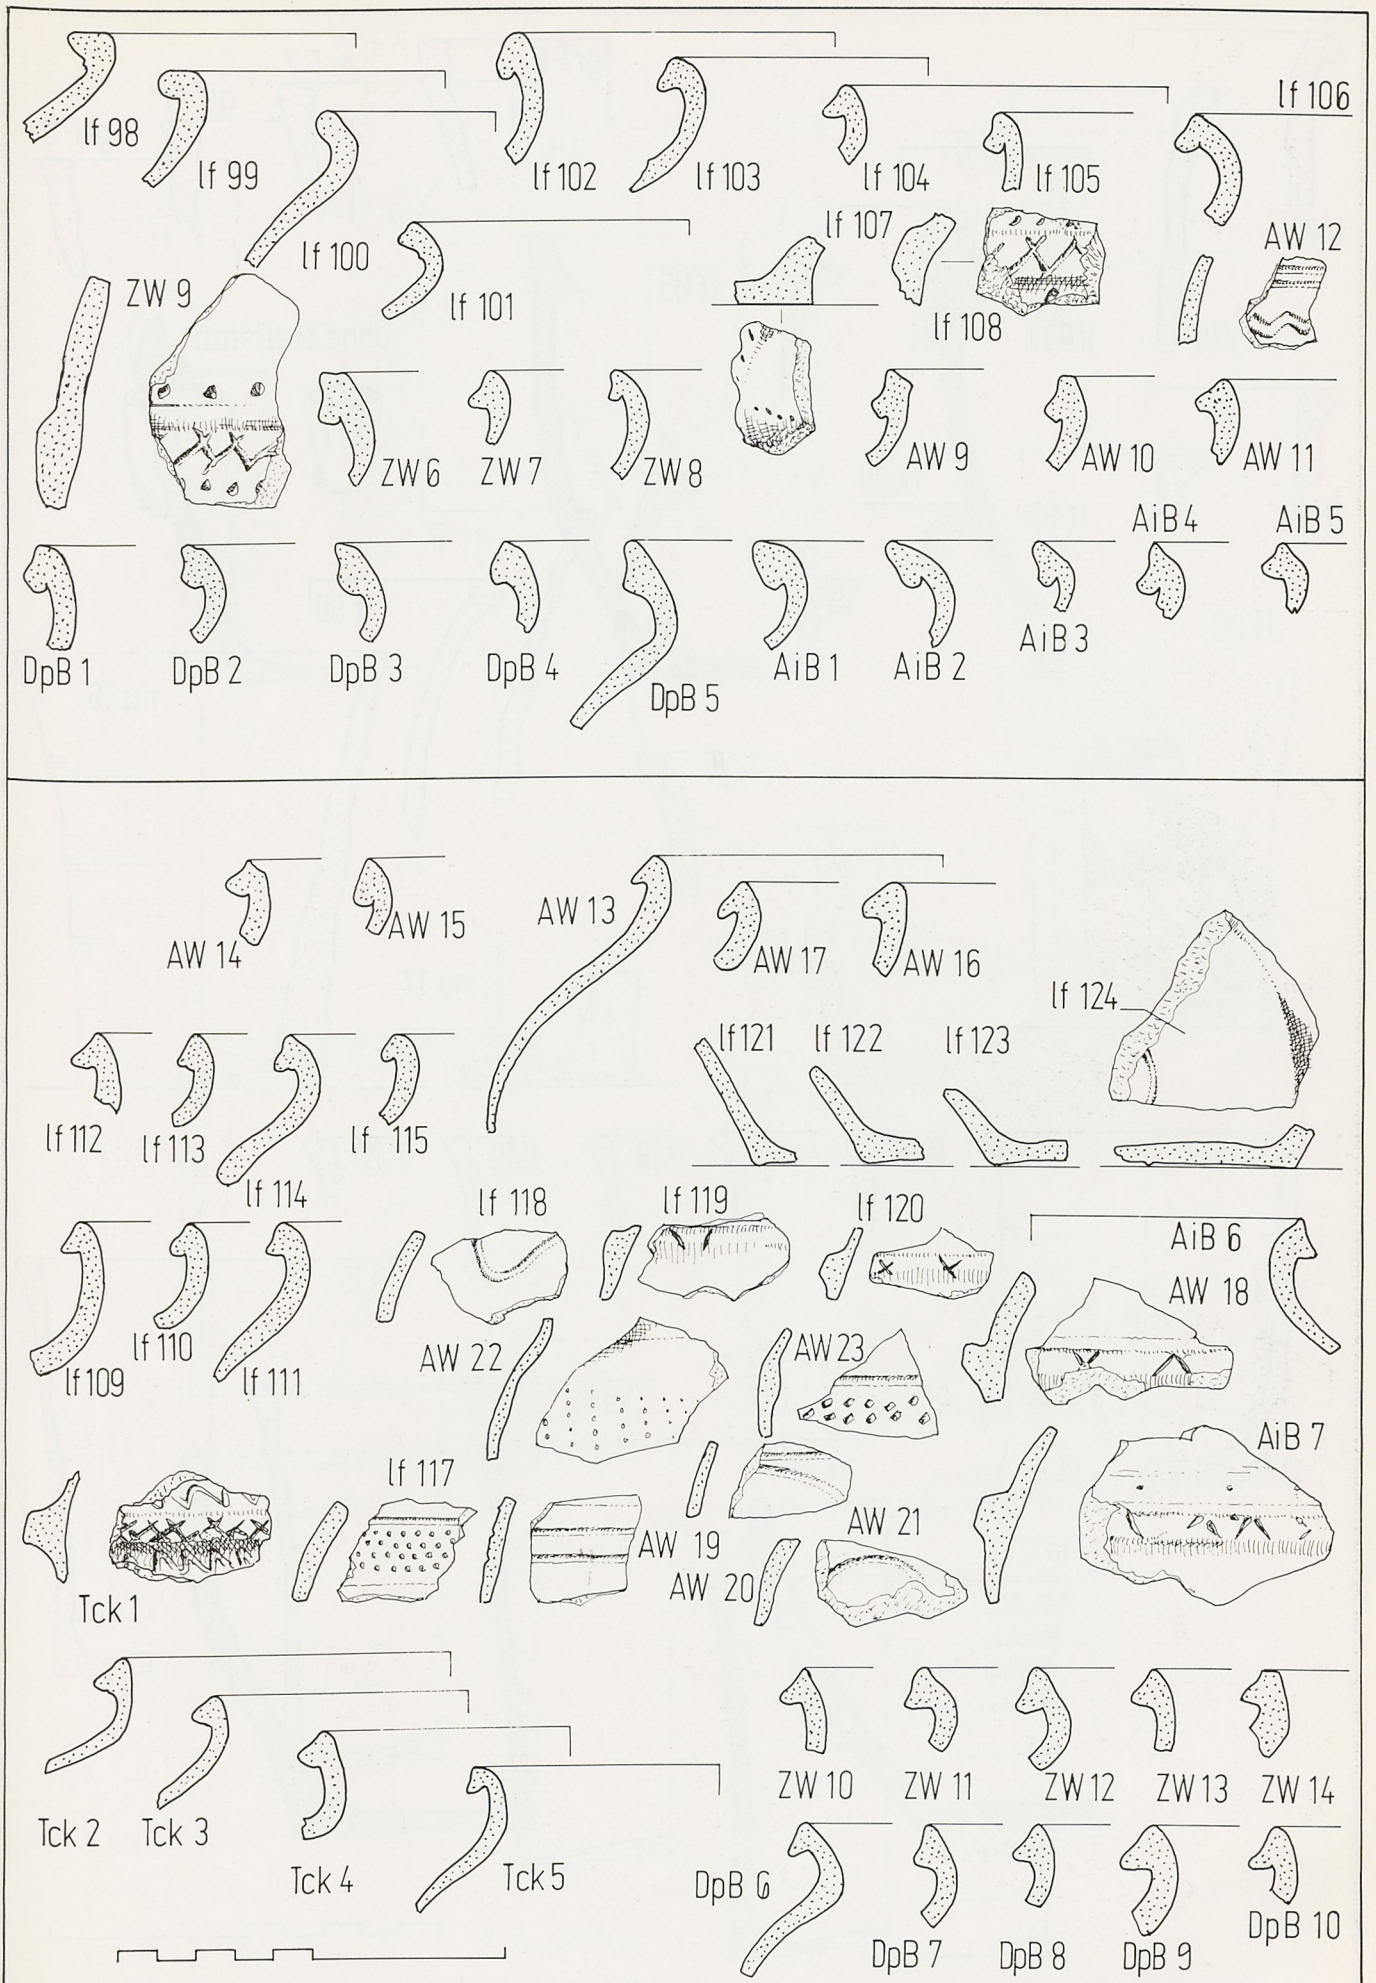 lf 98
lf 99
lf 100
lf 101
lf 102
lf 103
lf 104
lf 105
lf 106
lf 107
lf 108
AW 12
ZW 9
ZW 6
ZW 7
ZW 8
AW 9
AW 10
AW 11
DpB 1
DpB 2
DpB 3
DpB 4
DpB 5
AiB 1
AiB 2
AiB 3
AiB 4
AiB 5
AW 14
AW 15
AW 13
AW 17
AW 16
lf 124
lf 112
lf 113
lf 114
lf 115
lf 121
lf 122
lf 123
lf 109
lf 110
lf 111
lf 118
lf 119
lf 120
AiB 6
AW 18
AW 22
AW 23
AiB 7
Tck 1
lf 117
AW 19
AW 20
AW 21
Tck 2
Tck 3
Tck 4
Tck 5
ZW 10
ZW 11
ZW 12
ZW 13
ZW 14
DpB 6
DpB 7
DpB 8
DpB 9
DpB 10